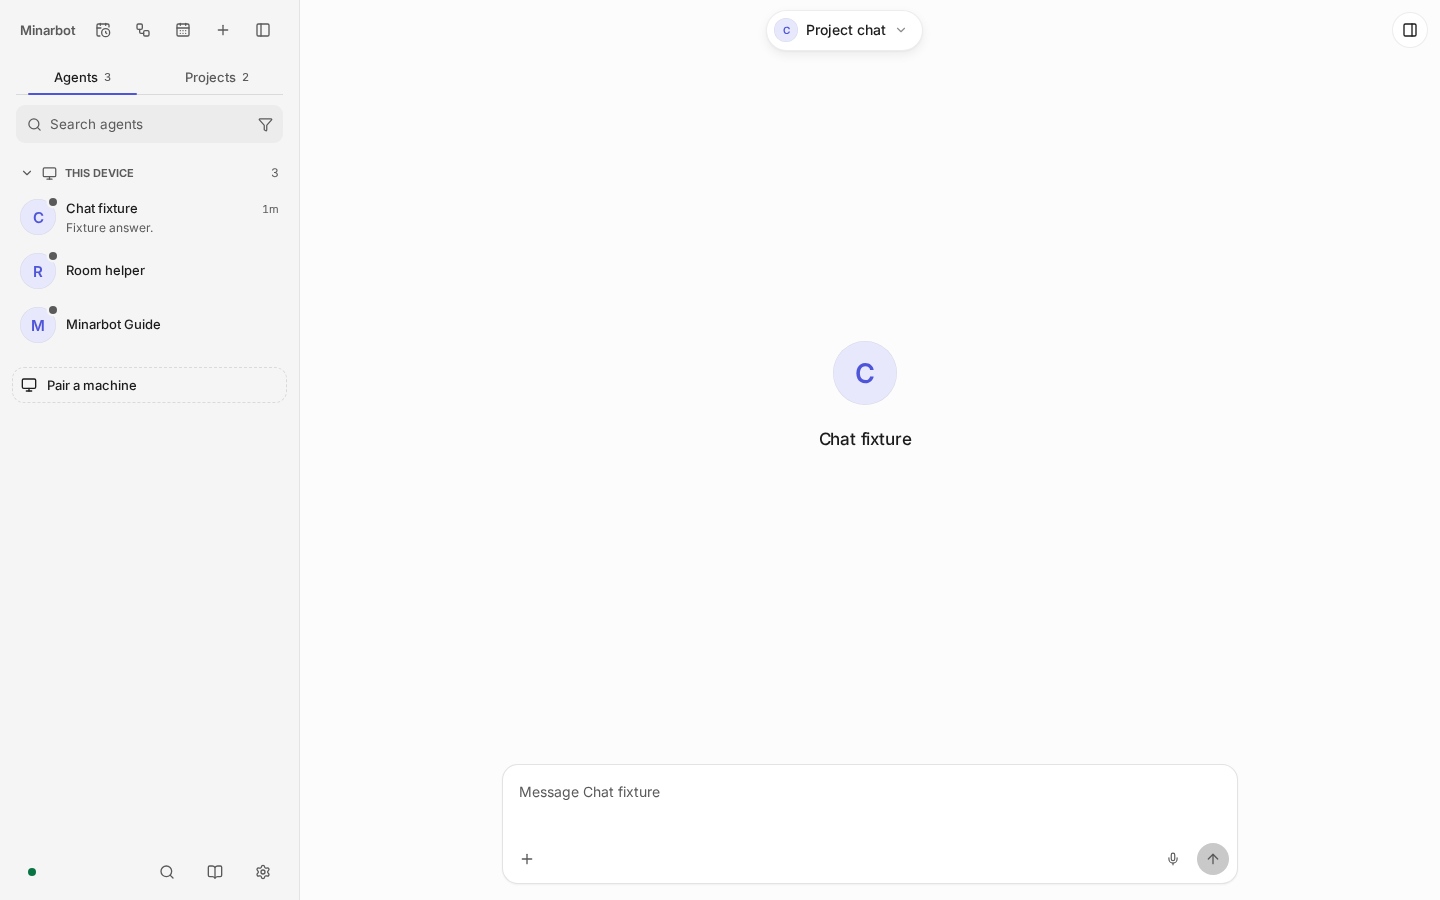 Minarbot
Agents 3
Projects 2
Search agents
THIS DEVICE 3
C
Chat fixture 1m
Fixture answer.
R
Room helper
M
Minarbot Guide
Pair a machine
C Project chat
C
Chat fixture
Message Chat fixture